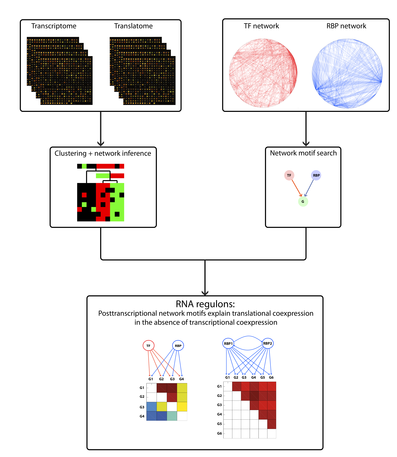 Transcriptome Translatome
TF network RBP network
Clustering + network inference
Network motif search
TF RBP
G
RNA regulons:
Posttranscriptional network motifs explain translational coexpression
in the absence of transcriptional coexpression
TF RBP
G1 G2 G3 G4
G1
G2
G3
G4
RBP1 RBP2
G1 G2 G3 G4 G5 G6
G1
G2
G3
G4
G5
G6